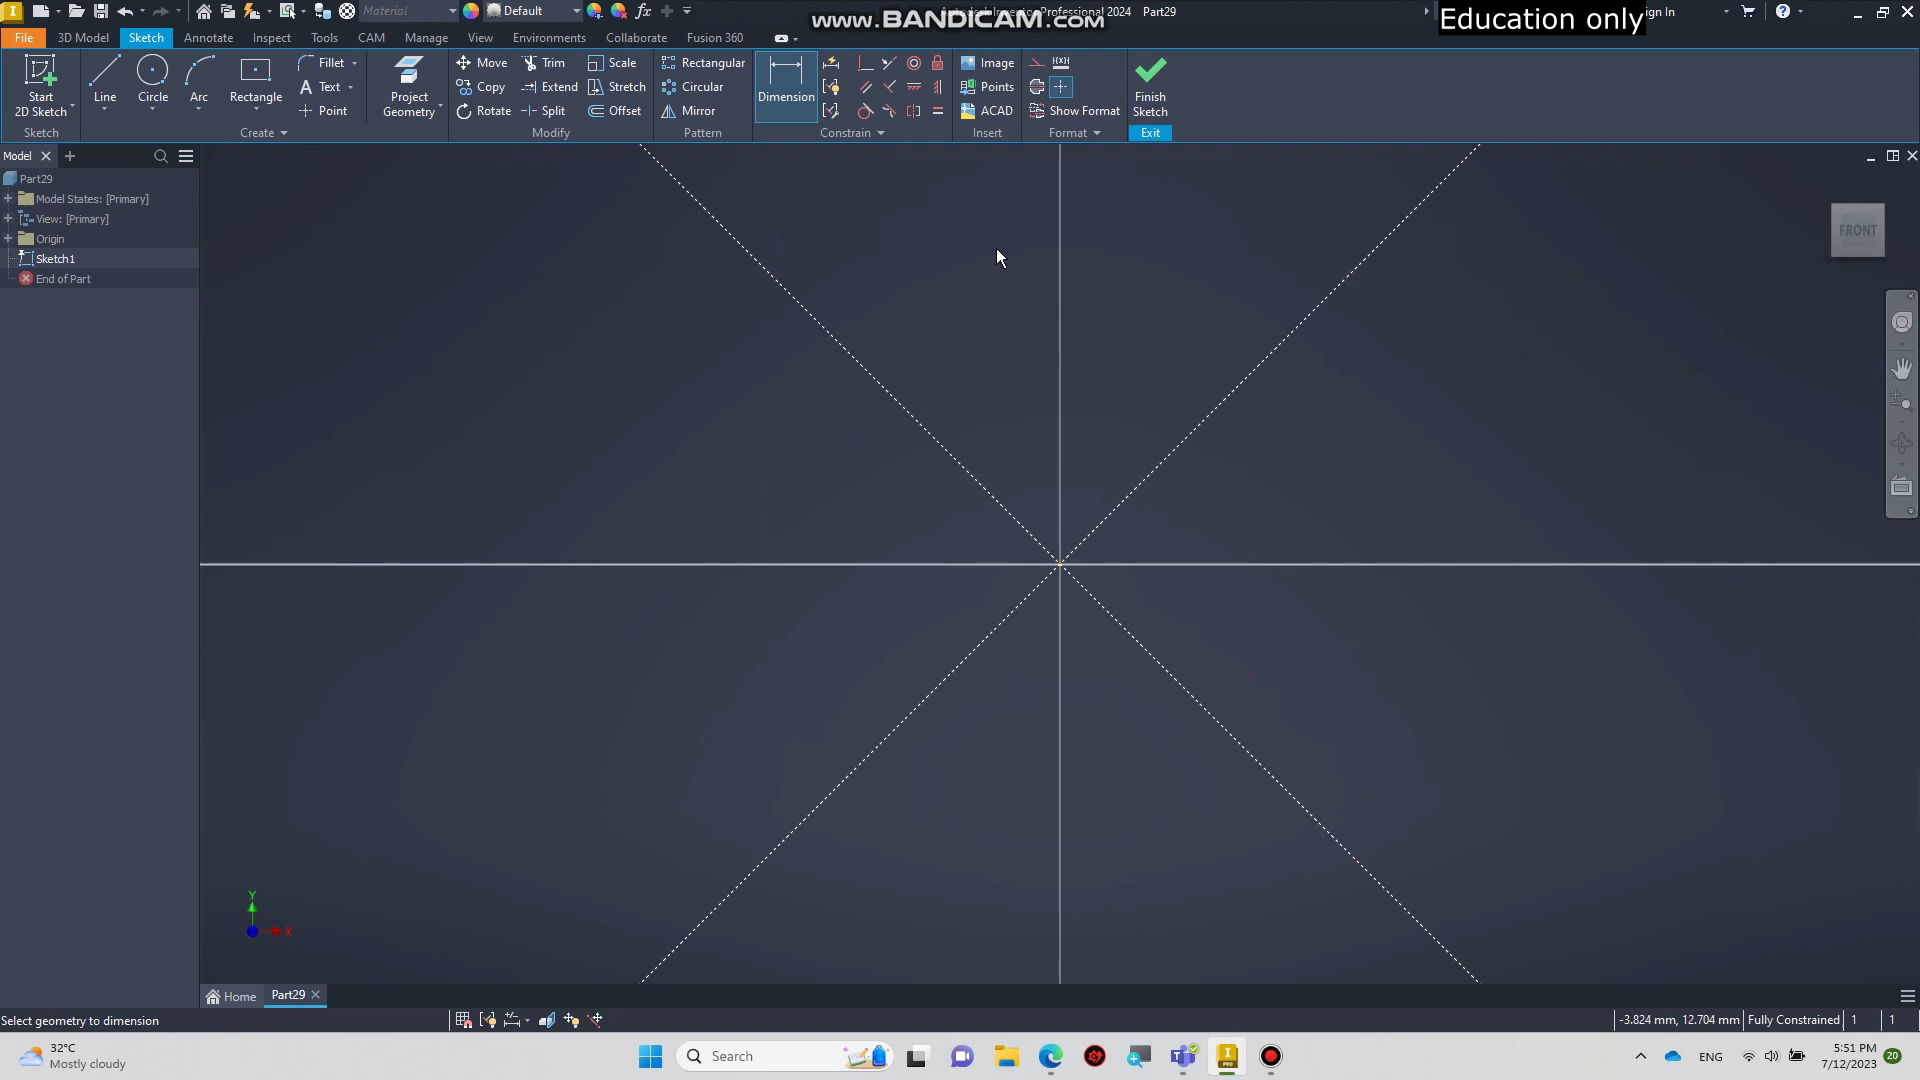 Material
Default
www.BANDICAM.com
Professional 2024 Part29
Education only
File
3D Model
Sketch
Annotate
Inspect
Tools
CAM
Manage
View
Environments
Collaborate
Fusion 360
Start
2D Sketch
Line
Circle
Arc
Rectangle
Fillet
Text
Point
Project
Geometry
Move
Copy
Rotate
Trim
Extend
Split
Scale
Stretch
Offset
Rectangular
Circular
Mirror
Dimension
Image
Points
ACAD
Show Format
Finish
Sketch
Sketch
Create
Modify
Pattern
Constrain
Insert
Format
Exit
Model
Part29
Model States: [Primary]
View: [Primary]
Origin
Sketch1
End of Part
FRONT
Y
X
Home
Part29
Select geometry to dimension
-3.824 mm, 12.704 mm
Fully Constrained
1
1
32°C
Mostly cloudy
Search
ENG
5:51 PM
7/12/2023
20